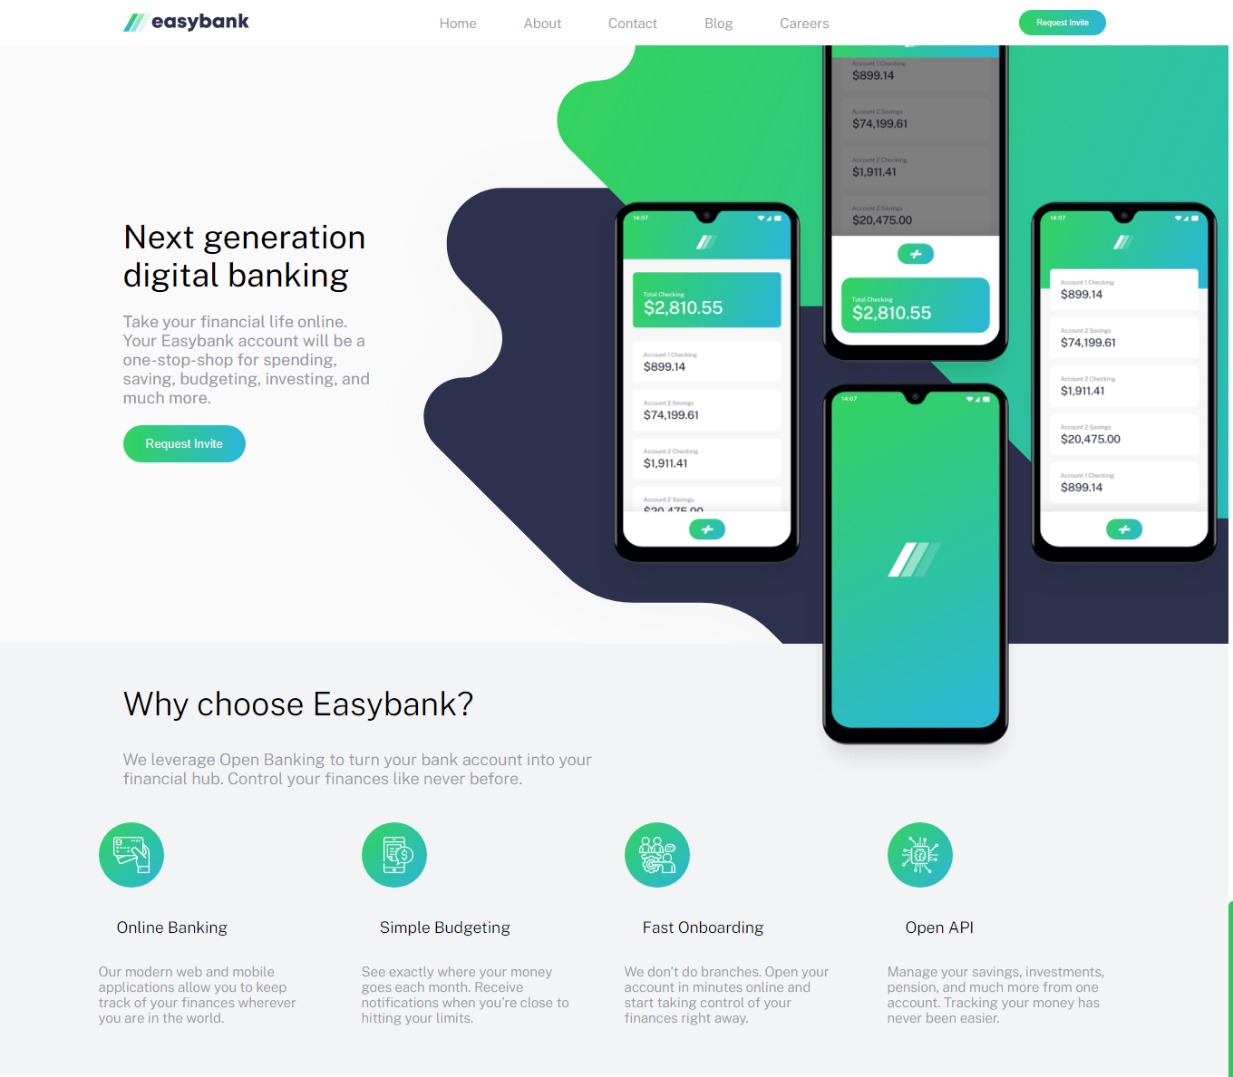 easybank
Home
About
Contact
Blog
Careers
Request Invite
Next generation
digital banking
Take your financial life online.
Your Easybank account will be a
one-stop-shop for spending,
saving, budgeting, investing, and
much more.
Request Invite
14:07
Total Checking
$2,810.55
Account 1 Checking
$899.14
Account 2 Savings
$74,199.61
Account 2 Checking
$1,911.41
Account 2 Savings
$20,475.00
Account 1 Checking
$899.14
Account 2 Savings
$74,199.61
Account 2 Checking
$1,911.41
Account 2 Savings
$20,475.00
Total Checking
$2,810.55
14:07
14:07
Account 1 Checking
$899.14
Account 2 Savings
$74,199.61
Account 2 Checking
$1,911.41
Account 2 Savings
$20,475.00
Account 1 Checking
$899.14
Why choose Easybank?
We leverage Open Banking to turn your bank account into your
financial hub. Control your finances like never before.
Online Banking
Our modern web and mobile
applications allow you to keep
track of your finances wherever
you are in the world.
Simple Budgeting
See exactly where your money
goes each month. Receive
notifications when you're close to
hitting your limits.
Fast Onboarding
We don't do branches. Open your
account in minutes online and
start taking control of your
finances right away.
Open API
Manage your savings, investments,
pension, and much more from one
account. Tracking your money has
never been easier.